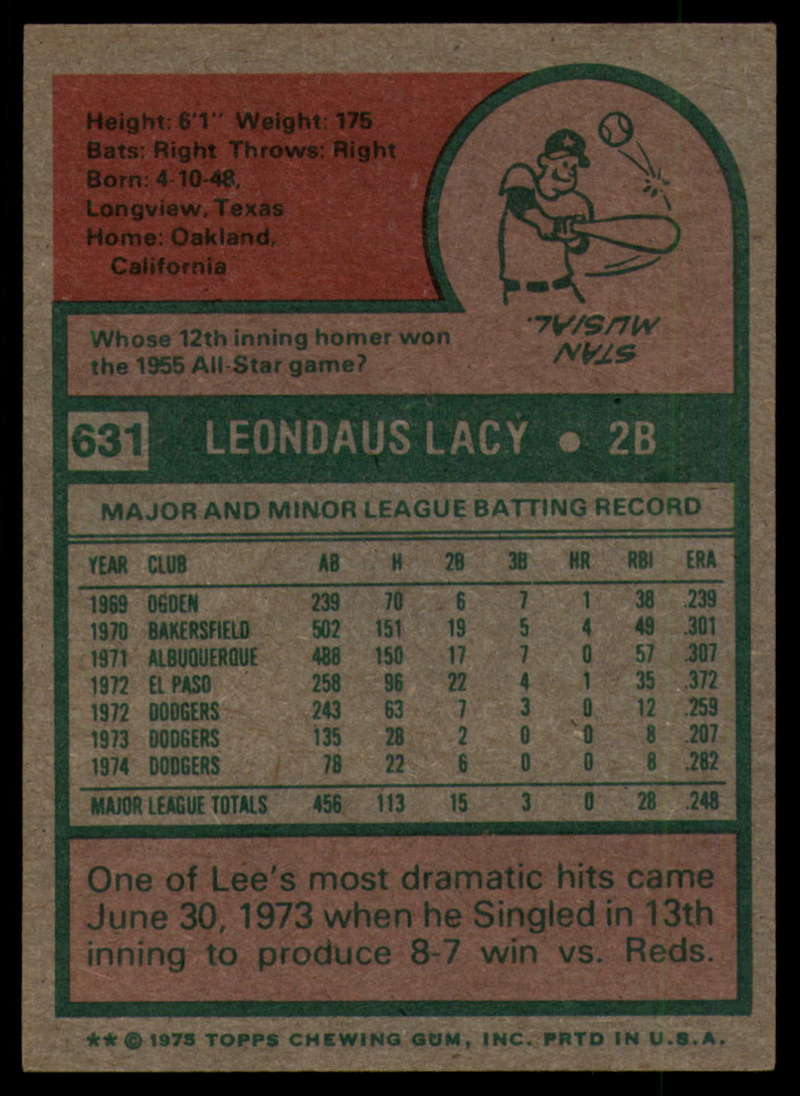 Height: 6'1" Weight: 175
Bats: Right Throws: Right
Born: 4-10-48,
Longview, Texas
Home: Oakland,
California
Whose 12th inning homer won
the 1955 All-Star game?
STAN
MUSIAL.
631 LEONDAUS LACY • 2B
MAJOR AND MINOR LEAGUE BATTING RECORD
YEAR CLUB AB H 2B 3B HR RBI ERA
1969 OGDEN 239 70 6 7 1 38 .239
1970 BAKERSFIELD 502 151 19 5 4 49 .301
1971 ALBUQUERQUE 488 150 17 7 0 57 .307
1972 EL PASO 258 96 22 4 1 35 .372
1972 DODGERS 243 63 7 3 0 12 .259
1973 DODGERS 135 28 2 0 0 8 .207
1974 DODGERS 78 22 6 0 0 8 .282
MAJOR LEAGUE TOTALS 456 113 15 3 0 28 .248
One of Lee's most dramatic hits came
June 30, 1973 when he Singled in 13th
inning to produce 8-7 win vs. Reds.
** © 1975 TOPPS CHEWING GUM, INC. PRTD IN U.S.A.